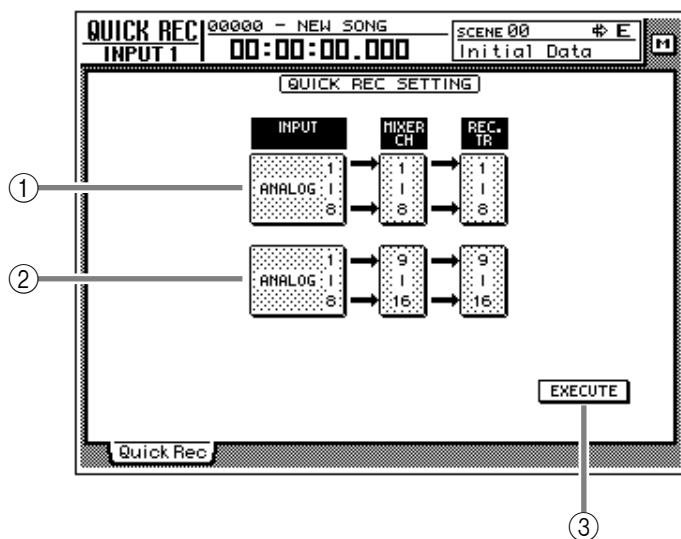 QUICK REC 00000 - NEW SONG SCENE 00 E M
INPUT 1 00:00:00.000 Initial Data
QUICK REC SETTING
INPUT MIXER CH REC. TR
① ANALOG 1 | 8 1 | 8 1 | 8
② ANALOG 1 | 8 9 | 16 9 | 16
EXECUTE
Quick Rec
③